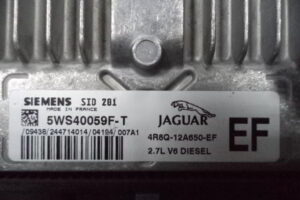 SIEMENS SID 201
MADE IN FRANCE
5WS40059F-T
/09438/244714014/04194/007A1
JAGUAR
4R8Q-12A650-EF
2.7L V6 DIESEL
EF